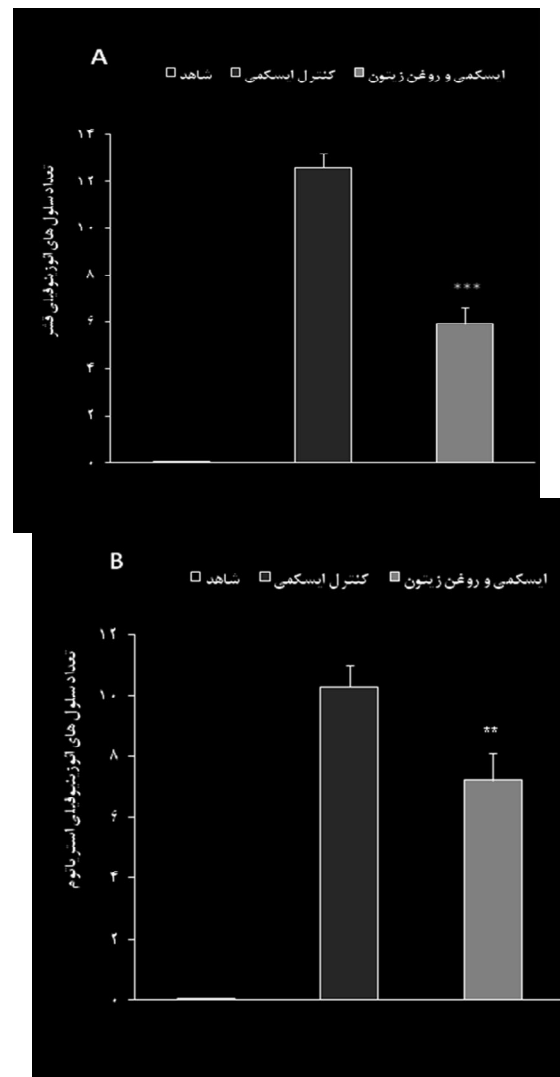 A
شاهد کنترل ایسکمی ایسکمی و روغن زیتون
تعداد سلول های ائوزینوفیلی قشر
۱۴
۱۲
۱۰
۸
۶
۴
۲
۰
***
B
شاهد کنترل ایسکمی ایسکمی و روغن زیتون
تعداد سلول های ائوزینوفیلی استریاتوم
۱۲
۱۰
۸
۶
۴
۲
۰
**